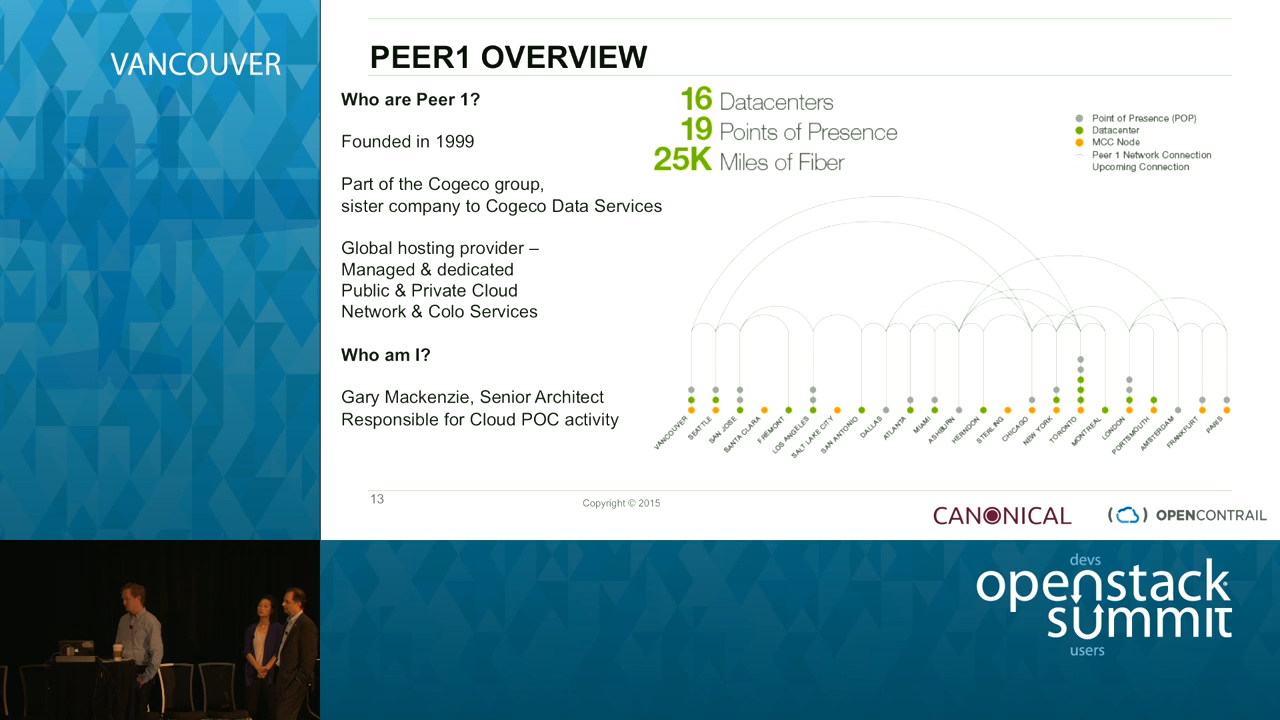 VANCOUVER
PEER1 OVERVIEW
Who are Peer 1?
Founded in 1999
Part of the Cogeco group,
sister company to Cogeco Data Services
Global hosting provider –
Managed & dedicated
Public & Private Cloud
Network & Colo Services
Who am I?
Gary Mackenzie, Senior Architect
Responsible for Cloud POC activity
16 Datacenters
19 Points of Presence
25K Miles of Fiber
Point of Presence (POP)
Datacenter
MCC Node
Peer 1 Network Connection
Upcoming Connection
VANCOUVER
SEATTLE
SAN JOSE
SANTA CLARA
FREMONT
LOS ANGELES
SALT LAKE CITY
SAN ANTONIO
DALLAS
ATLANTA
MIAMI
ASHBURN
HERNDON
STERLING
CHICAGO
NEW YORK
TORONTO
MONTREAL
LONDON
PORTSMOUTH
AMSTERDAM
FRANKFURT
PARIS
13
Copyright © 2015
CANONICAL
OPENCONTRAIL
devs
openstack
summit
users